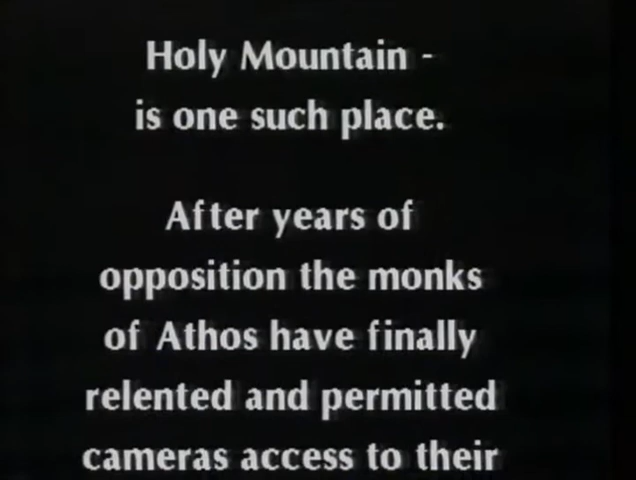 Holy Mountain -
is one such place.
After years of
opposition the monks
of Athos have finally
relented and permitted
cameras access to their